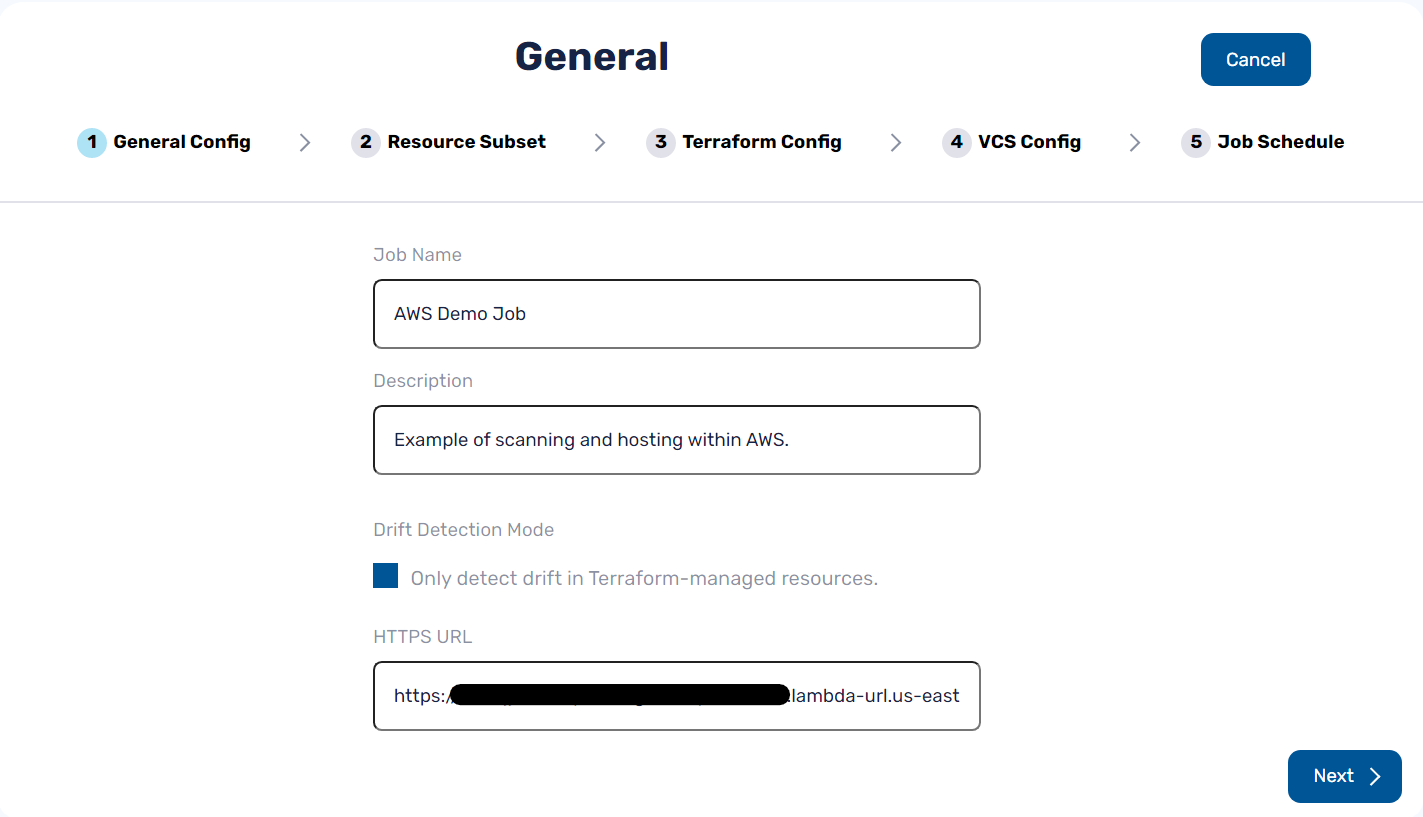 General
Cancel
1 General Config
2 Resource Subset
3 Terraform Config
4 VCS Config
5 Job Schedule
Job Name
AWS Demo Job
Description
Example of scanning and hosting within AWS.
Drift Detection Mode
Only detect drift in Terraform-managed resources.
HTTPS URL
https:/ .lambda-url.us-east
Next